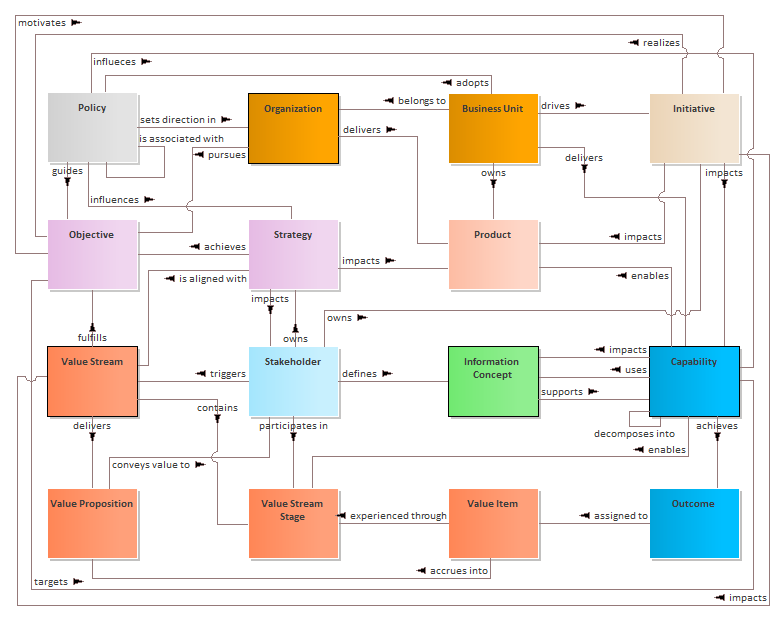 motivates
realizes
influeces
adopts
Policy
Organization
Business Unit
Initiative
belongs to
drives
sets direction in
delivers
is associated with
pursues
delivers
guides
owns
impacts
influences
Objective
Strategy
Product
impacts
achieves
impacts
is aligned with
enables
impacts
owns
fulfills
owns
Value Stream
Stakeholder
Information
Concept
Capability
impacts
triggers
defines
uses
supports
contains
delivers
participates in
decomposes into
achieves
conveys value to
enables
Value Proposition
Value Stream
Stage
Value Item
Outcome
experienced through
assigned to
accrues into
targets
impacts